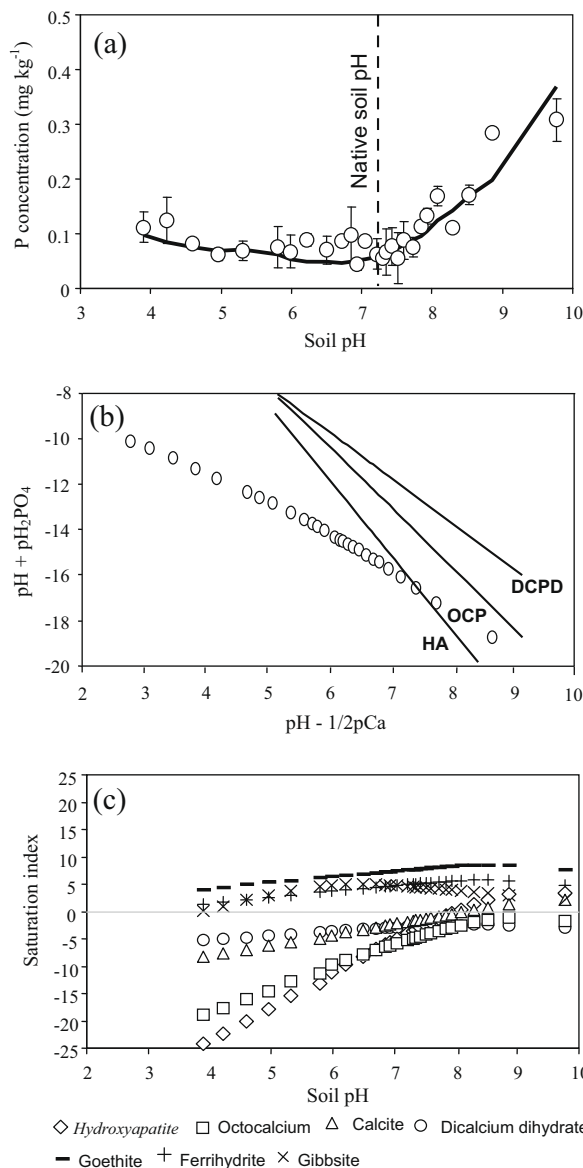 (a)
P concentration (mg kg-1)
0.5
0.4
0.3
0.2
0.1
0
Native soil pH
3 4 5 6 7 8 9 10
Soil pH
(b)
pH + pH2PO4
-8
-10
-12
-14
-16
-18
-20
DCPD
OCP
HA
2 3 4 5 6 7 8 9 10
pH - 1/2pCa
(c)
Saturation index
25
20
15
10
5
0
-5
-10
-15
-20
-25
2 3 4 5 6 7 8 9 10
Soil pH
Hydroxyapatite Octocalcium Calcite Dicalcium dihydrate
Goethite Ferrihydrite Gibbsite